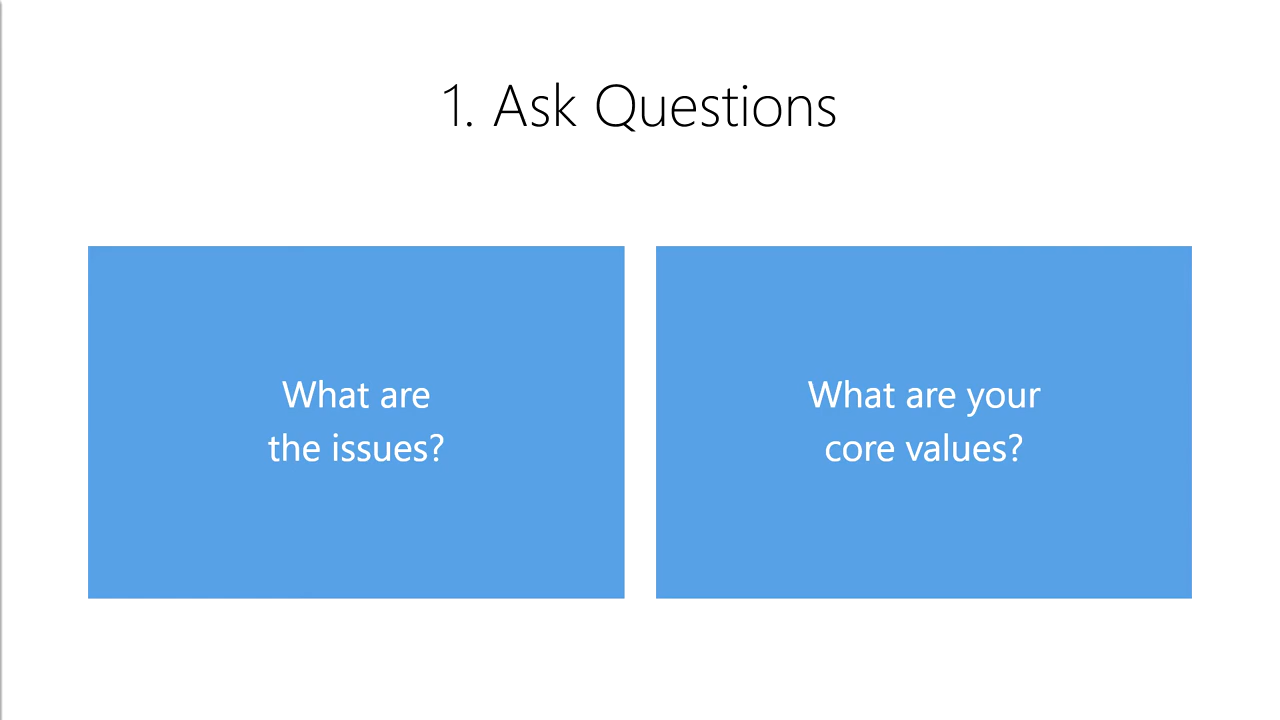 1. Ask Questions
What are
the issues?
What are your
core values?